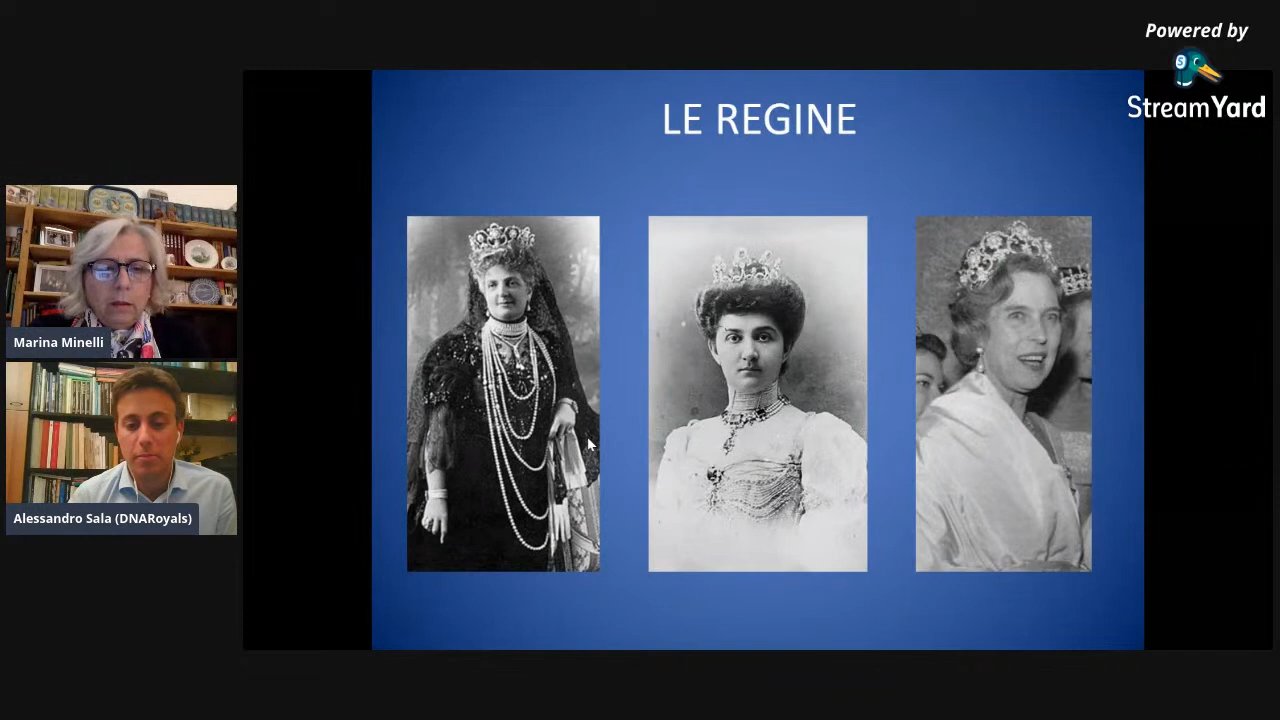 Powered by
StreamYard
LE REGINE
Marina Minelli
Alessandro Sala (DNARoyals)